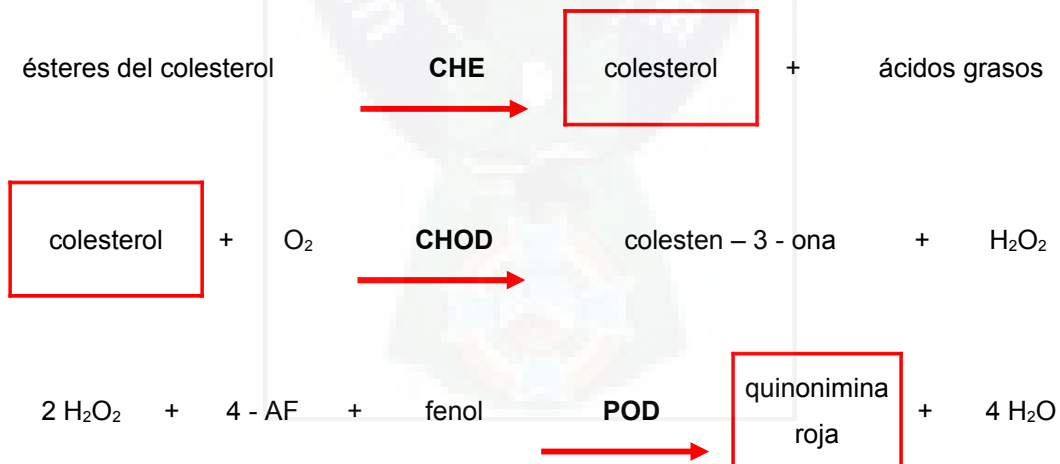 ésteres del colesterol CHE colesterol + ácidos grasos
colesterol + O₂ CHOD colesten – 3 - ona + H₂O₂
2 H₂O₂ + 4 - AF + fenol POD quinonimina roja + 4 H₂O